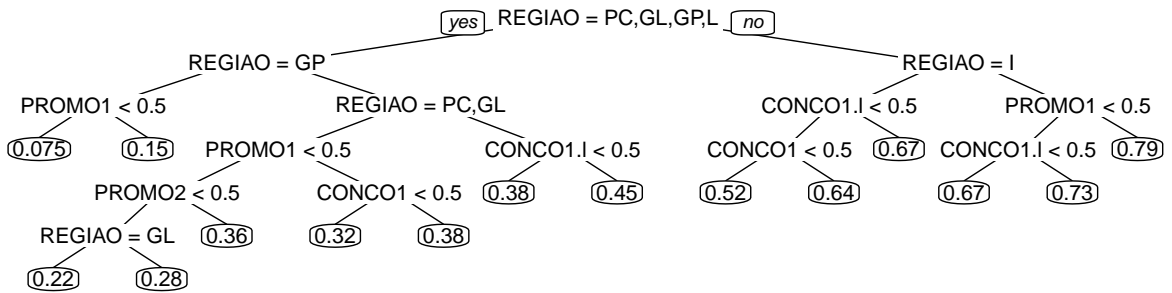 yes REGIAO = PC,GL,GP,L no
REGIAO = GP REGIAO = I
PROMO1 < 0.5 REGIAO = PC,GL CONCO1.I < 0.5 PROMO1 < 0.5
0.075 0.15 PROMO1 < 0.5 CONCO1.I < 0.5 CONCO1 < 0.5 0.67 CONCO1.I < 0.5 0.79
PROMO2 < 0.5 CONCO1 < 0.5 0.38 0.45 0.52 0.64 0.67 0.73
REGIAO = GL 0.36 0.32 0.38
0.22 0.28